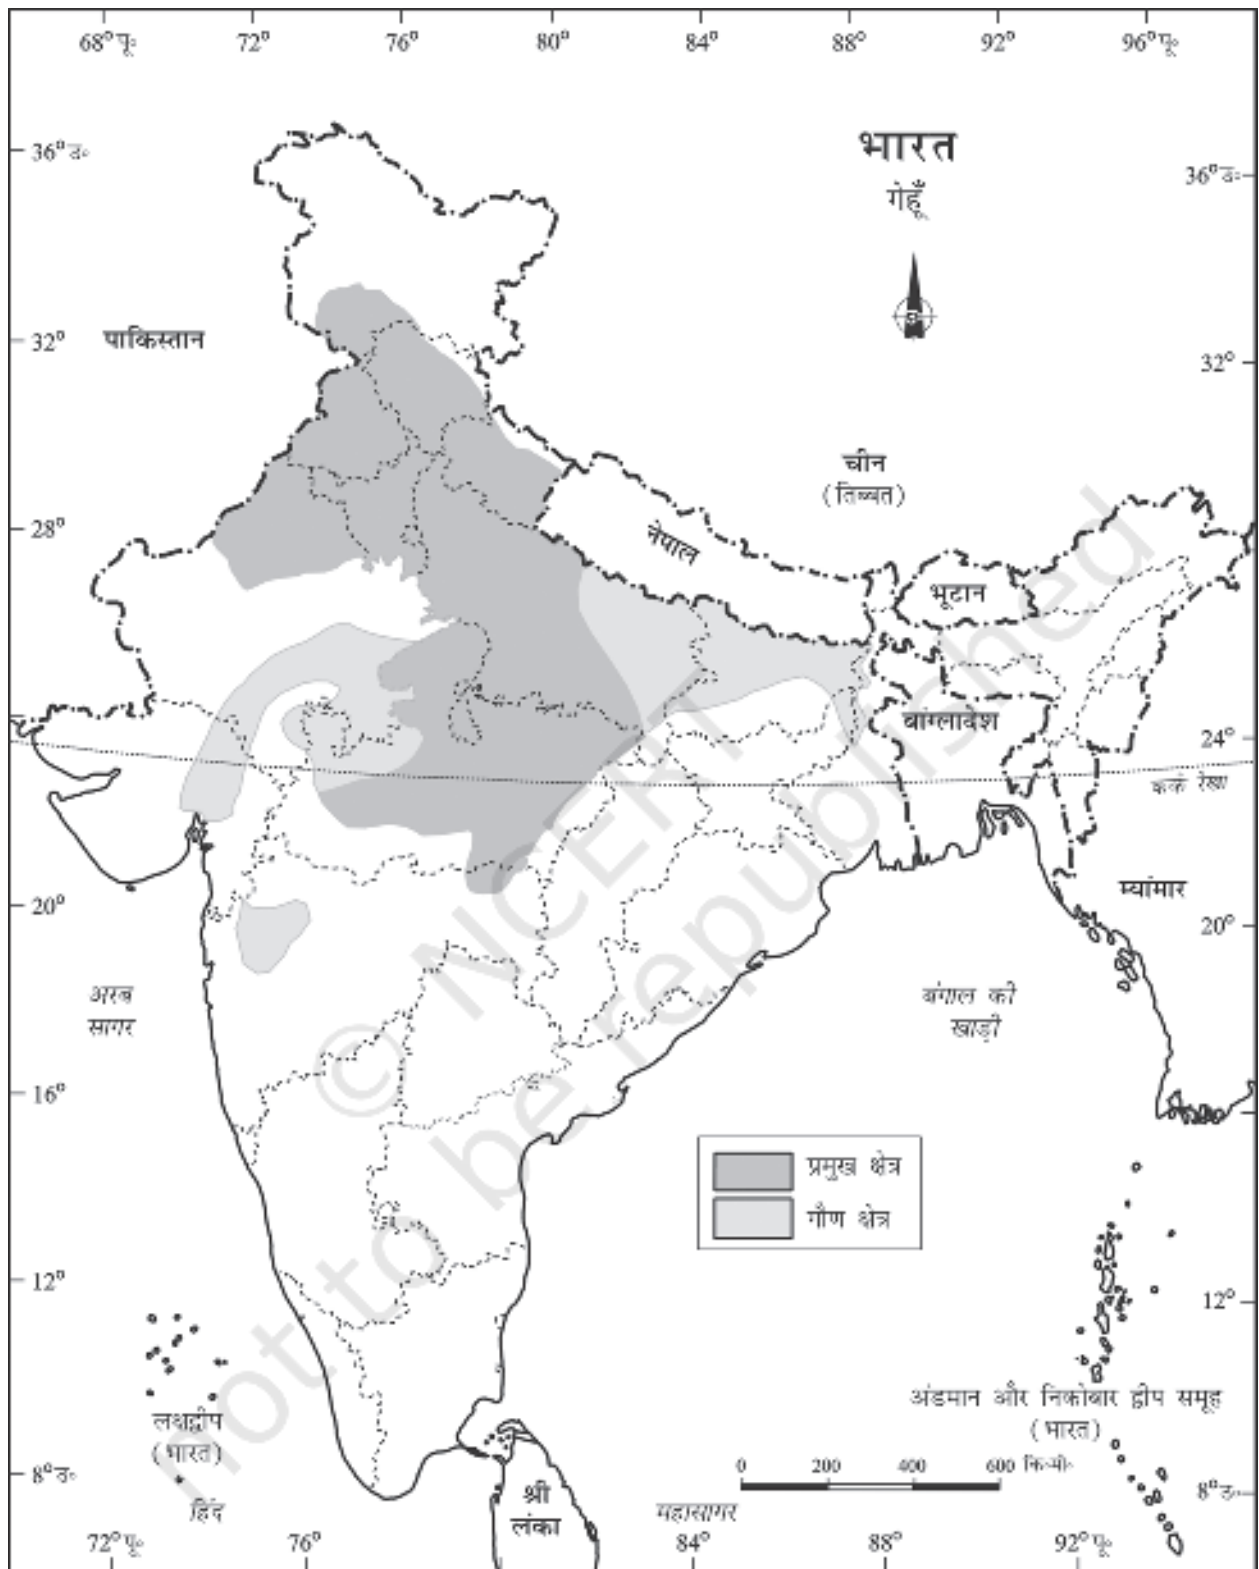 68° पू॰ 72° 76° 80° 84° 88° 92° 96° पू॰
भारत
गेहूँ
36° उ॰
36° उ॰
पाकिस्तान
32°
32°
चीन
(तिब्बत)
28°
नेपाल
भूटान
बांग्लादेश
24°
कर्क रेखा
म्यांमार
20°
20°
अरब
सागर
बंगाल की
खाड़ी
16°
प्रमुख क्षेत्र
गौण क्षेत्र
12°
12°
लक्षद्वीप
(भारत)
अंडमान और निकोबार द्वीप समूह
(भारत)
0 200 400 600 कि॰मी॰
8° उ॰
8° उ॰
श्री
लंका
हिंद
महासागर
72° पू॰ 76° 84° 88° 92° पू॰
© NCERT
not to be republished